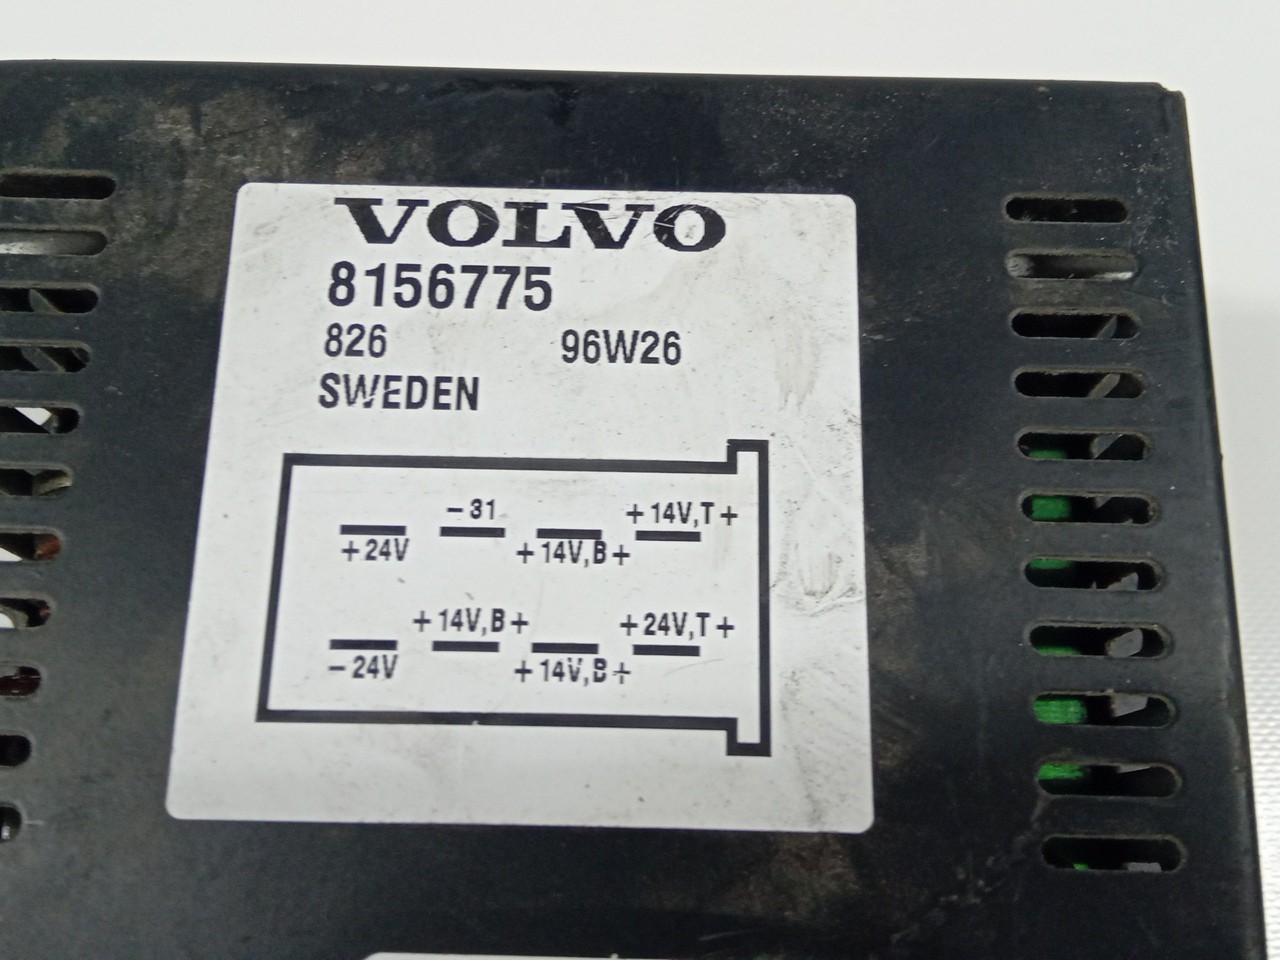 VOLVO
8156775
826 96W26
SWEDEN
- 31 + 14V,T +
+ 24V + 14V,B +
+ 14V,B + + 24V,T +
- 24V + 14V,B +